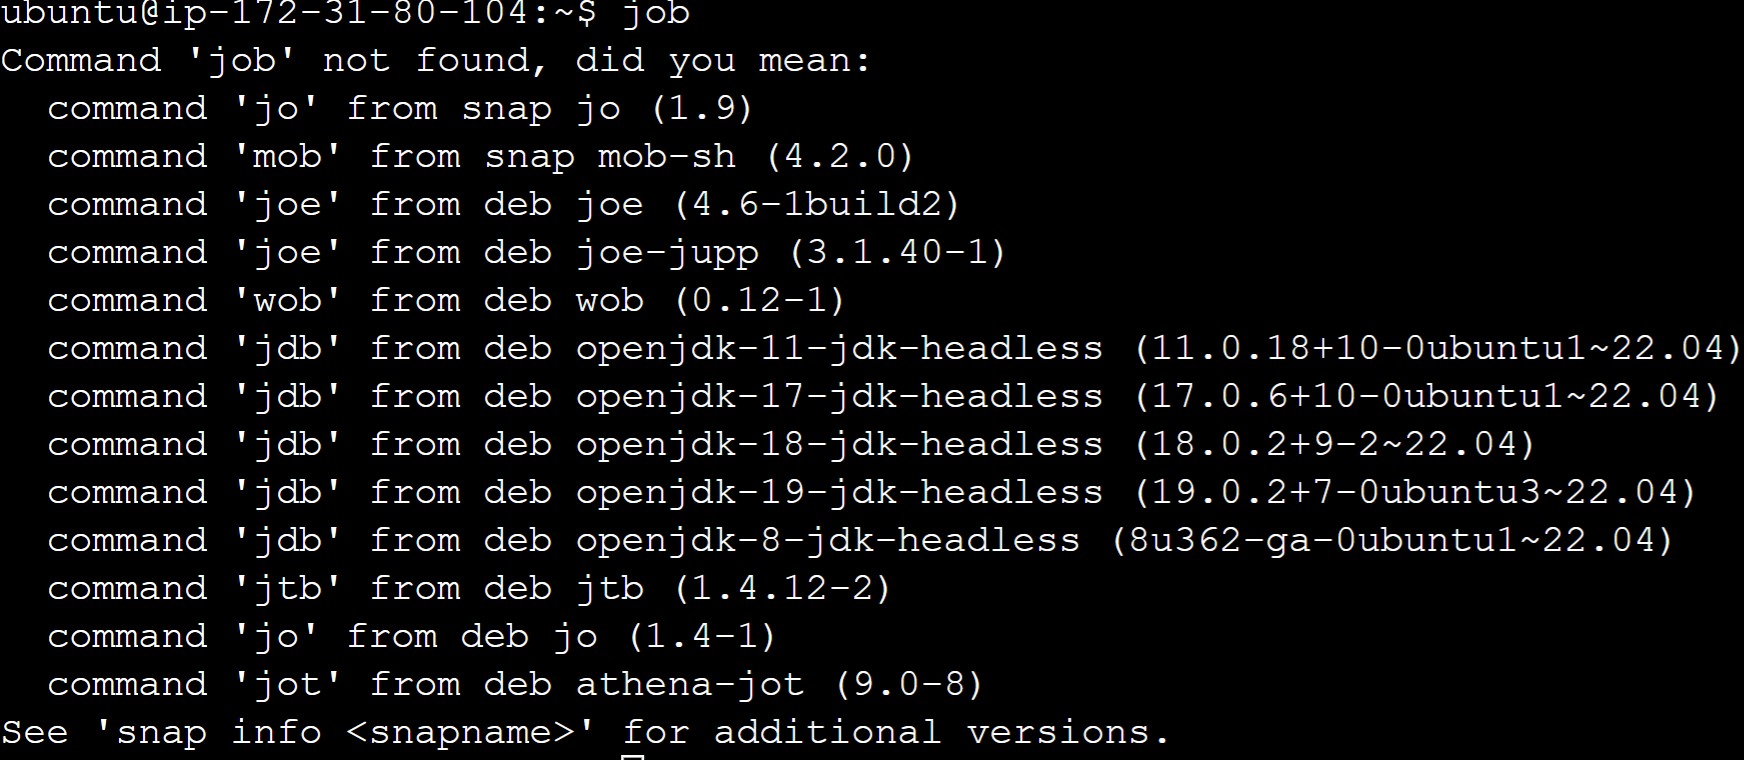 ubuntu@ip-172-31-80-104:~$ job
Command 'job' not found, did you mean:
  command 'jo' from snap jo (1.9)
  command 'mob' from snap mob-sh (4.2.0)
  command 'joe' from deb joe (4.6-1build2)
  command 'joe' from deb joe-jupp (3.1.40-1)
  command 'wob' from deb wob (0.12-1)
  command 'jdb' from deb openjdk-11-jdk-headless (11.0.18+10-0ubuntu1~22.04)
  command 'jdb' from deb openjdk-17-jdk-headless (17.0.6+10-0ubuntu1~22.04)
  command 'jdb' from deb openjdk-18-jdk-headless (18.0.2+9-2~22.04)
  command 'jdb' from deb openjdk-19-jdk-headless (19.0.2+7-0ubuntu3~22.04)
  command 'jdb' from deb openjdk-8-jdk-headless (8u362-ga-0ubuntu1~22.04)
  command 'jtb' from deb jtb (1.4.12-2)
  command 'jo' from deb jo (1.4-1)
  command 'jot' from deb athena-jot (9.0-8)
See 'snap info <snapname>' for additional versions.